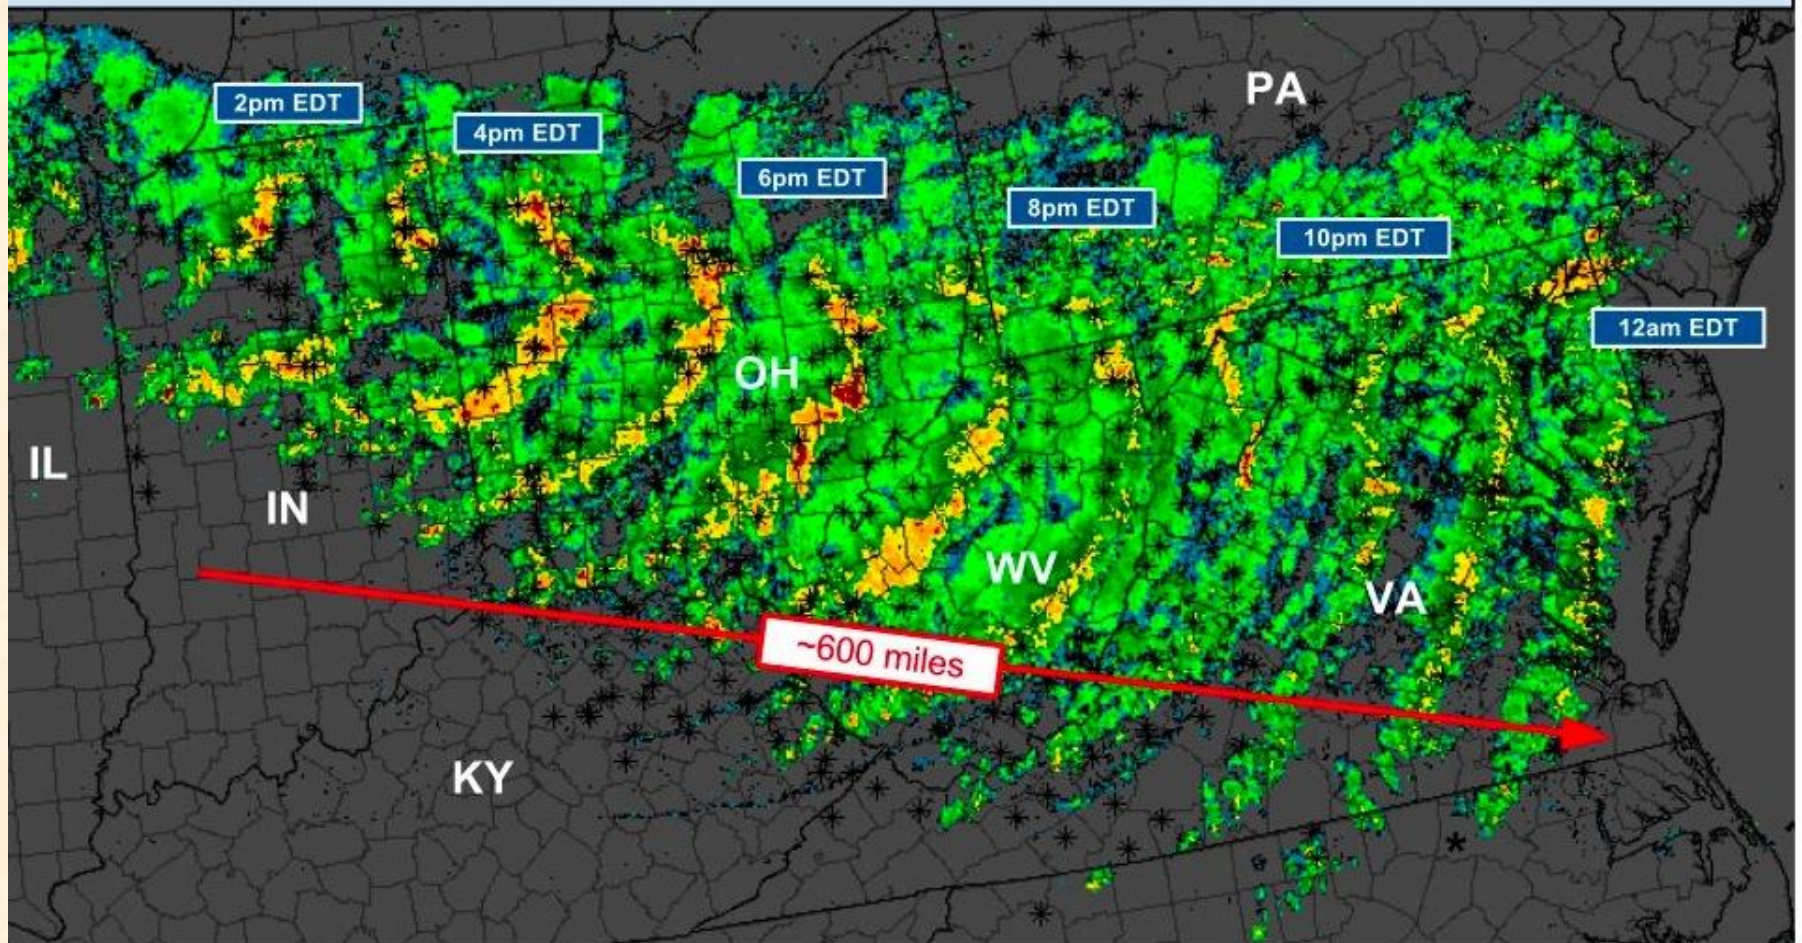 PA
2pm EDT
4pm EDT
6pm EDT
8pm EDT
10pm EDT
12am EDT
OH
IL
IN
WV
VA
~600 miles
KY